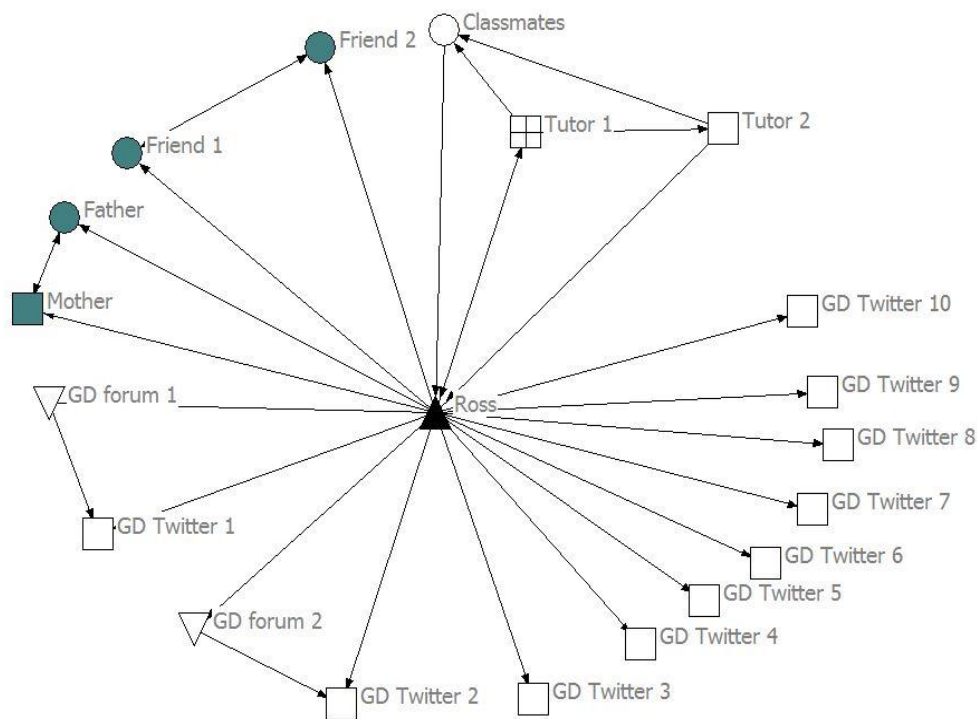 Classmates
Friend 2
Tutor 1
Tutor 2
Friend 1
Father
Mother
GD Twitter 10
GD forum 1
Ross
GD Twitter 9
GD Twitter 8
GD Twitter 7
GD Twitter 1
GD Twitter 6
GD Twitter 5
GD forum 2
GD Twitter 4
GD Twitter 2
GD Twitter 3